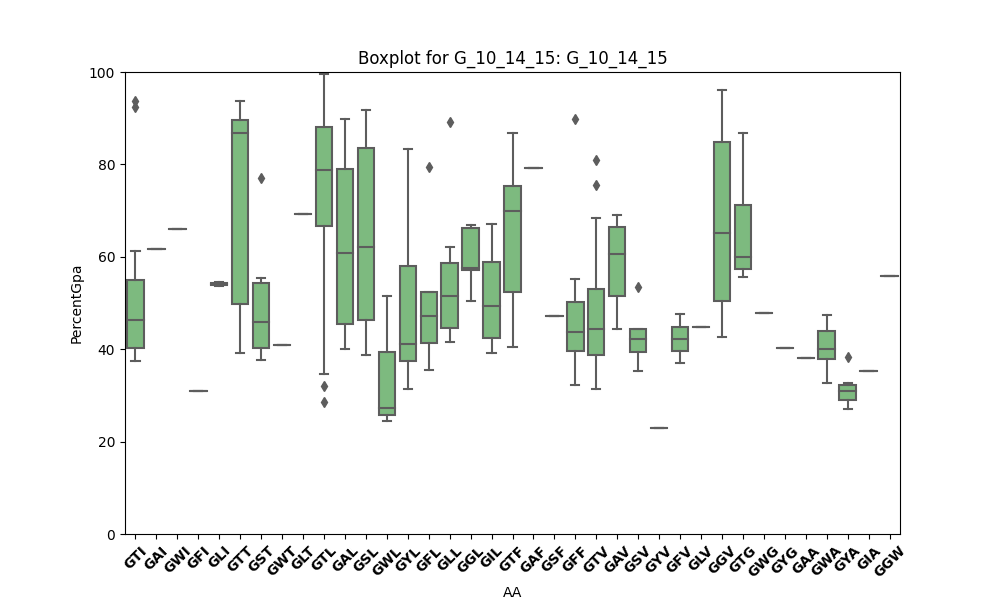 Boxplot for G_10_14_15: G_10_14_15
PercentGpa
100
80
60
40
20
0
GTI GAI GWI GFI GLI GTT GST GWT GLT GTL GAL GSL GWL GYL GFL GLL GGL GIL GTF GAF GSF GFF GTV GAV GSV GYV GFV GLV GGV GTG GWG GYG GAA GWA GYA GIA GGW
AA